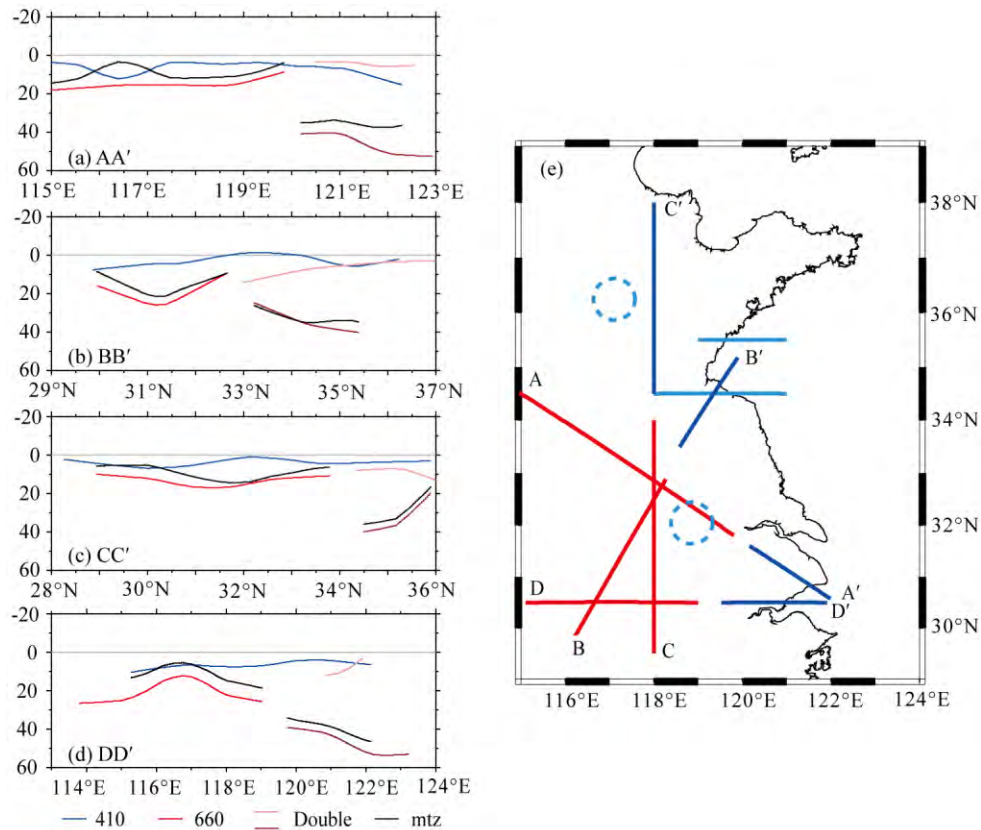 -20
0
20
40
60
(a) AA′
115°E 117°E 119°E 121°E 123°E
-20
0
20
40
60
(b) BB′
29°N 31°N 33°N 35°N 37°N
-20
0
20
40
60
(c) CC′
28°N 30°N 32°N 34°N 36°N
-20
0
20
40
60
(d) DD′
114°E 116°E 118°E 120°E 122°E 124°E
410 660 Double mtz
(e)
C′
38°N
36°N
B′
A
34°N
32°N
A′
D D′
B C
30°N
116°E 118°E 120°E 122°E 124°E